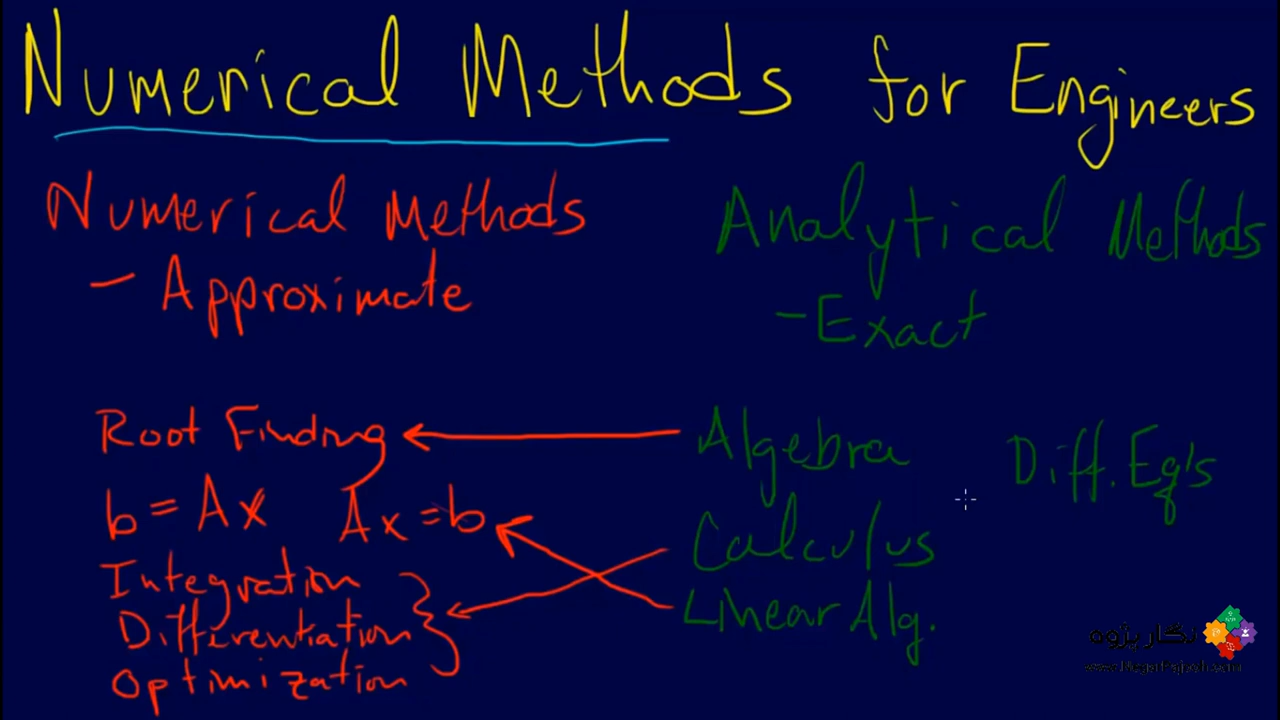 Numerical Methods for Engineers
Numerical Methods
- Approximate
Analytical Methods
- Exact
Root Finding
b = Ax Ax = b
Integration
Differentiation
Optimization
Algebra
Calculus
Linear Alg.
Diff. Eq's
نگار پژوه